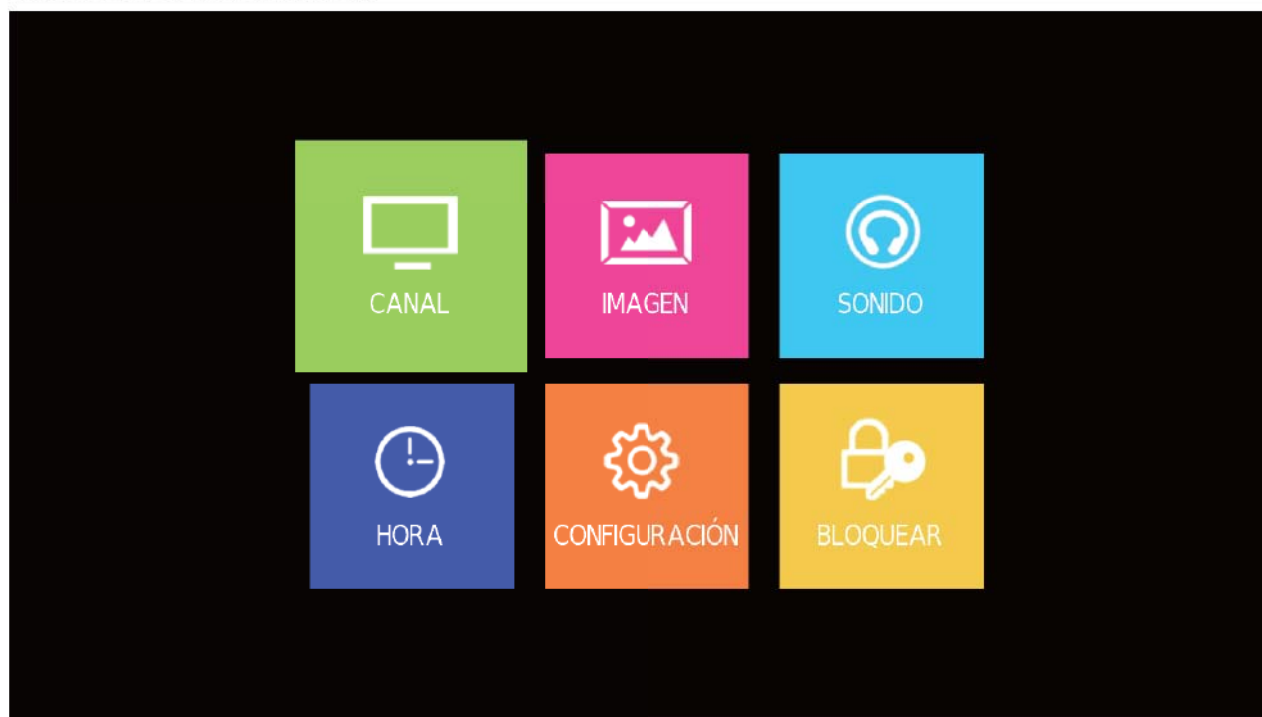 CANAL
IMAGEN
SONIDO
HORA
CONFIGURACIÓN
BLOQUEAR